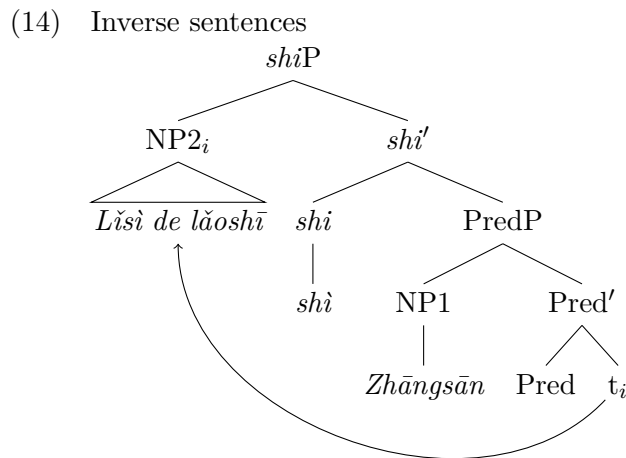 (14) Inverse sentences
shiP
NP2ᵢ shi′
Lǐsì de lǎoshī shi PredP
shì NP1 Pred′
Zhāngsān Pred tᵢ